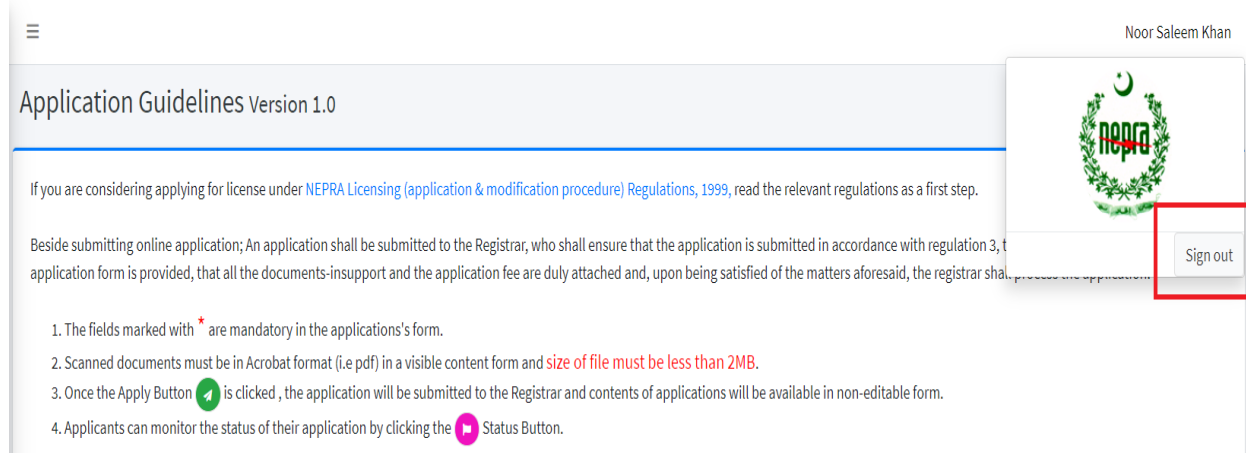 Noor Saleem Khan
Application Guidelines Version 1.0
nepra
If you are considering applying for license under NEPRA Licensing (application & modification procedure) Regulations, 1999, read the relevant regulations as a first step.
Beside submitting online application; An application shall be submitted to the Registrar, who shall ensure that the application is submitted in accordance with regulation 3, t
Sign out
application form is provided, that all the documents-insupport and the application fee are duly attached and, upon being satisfied of the matters aforesaid, the registrar shall process the application.
1. The fields marked with * are mandatory in the applications's form.
2. Scanned documents must be in Acrobat format (i.e pdf) in a visible content form and size of file must be less than 2MB.
3. Once the Apply Button is clicked , the application will be submitted to the Registrar and contents of applications will be available in non-editable form.
4. Applicants can monitor the status of their application by clicking the Status Button.